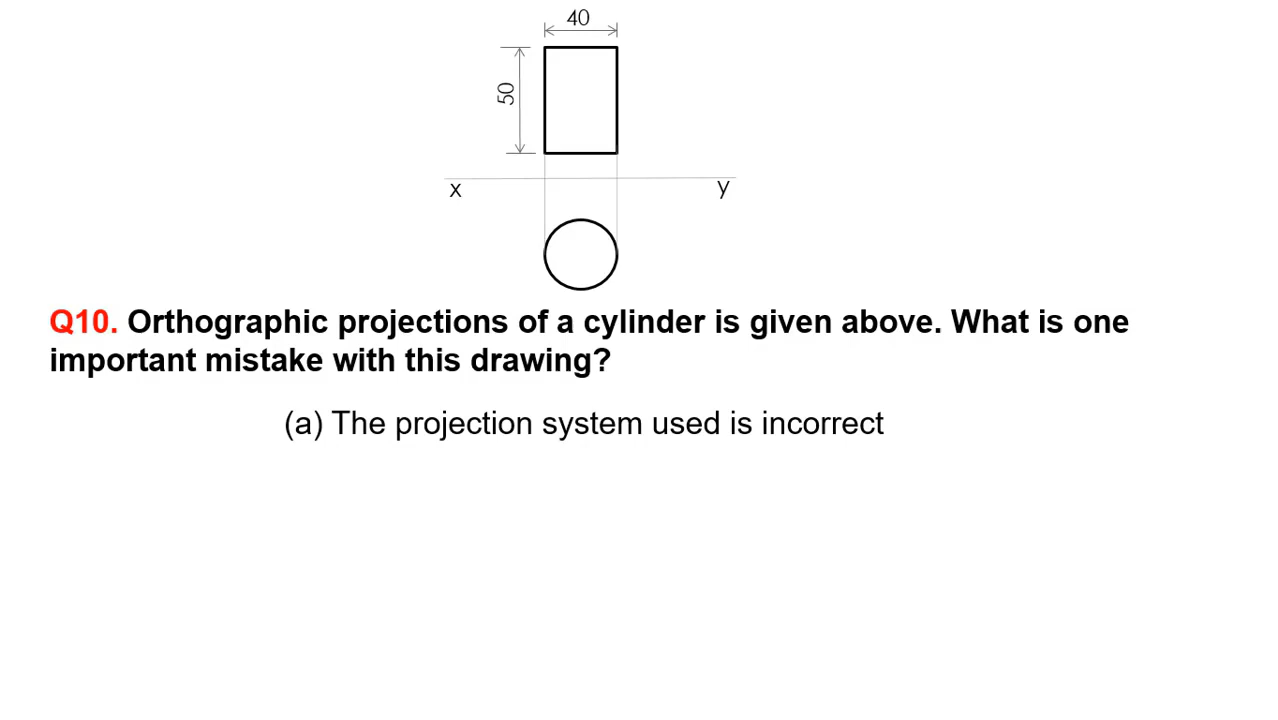 40
50
x
y
Q10. Orthographic projections of a cylinder is given above. What is one
important mistake with this drawing?
(a) The projection system used is incorrect